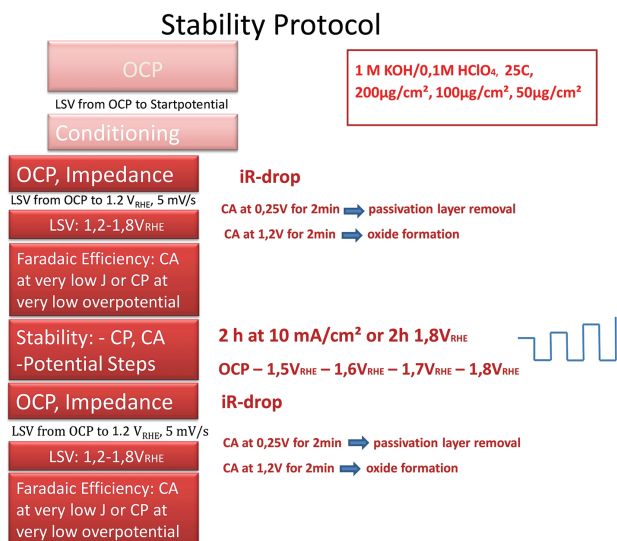 Stability Protocol
OCP
1 M KOH/0,1M HClO4, 25C,
200µg/cm², 100µg/cm², 50µg/cm²
LSV from OCP to Startpotential
Conditioning
OCP, Impedance
iR-drop
LSV from OCP to 1.2 VRHE, 5 mV/s
CA at 0,25V for 2min passivation layer removal
LSV: 1,2-1,8VRHE
CA at 1,2V for 2min oxide formation
Faradaic Efficiency: CA
at very low J or CP at
very low overpotential
Stability: - CP, CA
-Potential Steps
2 h at 10 mA/cm² or 2h 1,8VRHE
OCP – 1,5VRHE – 1,6VRHE – 1,7VRHE – 1,8VRHE
OCP, Impedance
iR-drop
LSV from OCP to 1.2 VRHE, 5 mV/s
CA at 0,25V for 2min passivation layer removal
LSV: 1,2-1,8VRHE
CA at 1,2V for 2min oxide formation
Faradaic Efficiency: CA
at very low J or CP at
very low overpotential